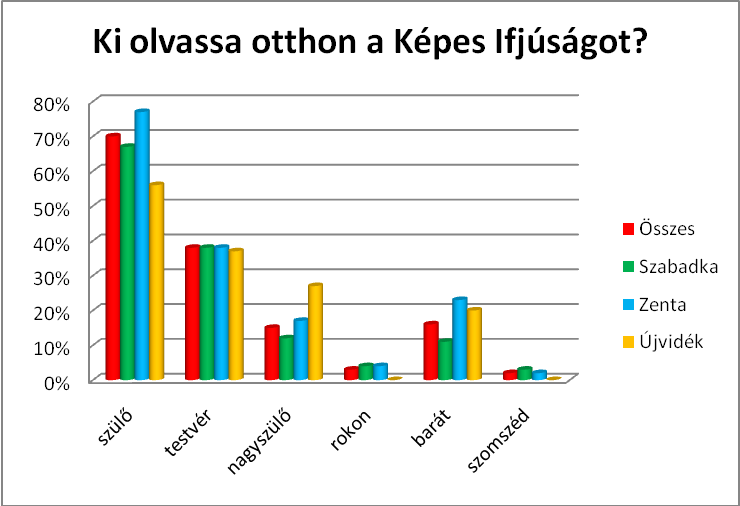 Ki olvassa otthon a Képes Ifjúságot?
80%
70%
60%
50%
40%
30%
20%
10%
0%
szülő
testvér
nagyszülő
rokon
barát
szomszéd
Összes
Szabadka
Zenta
Újvidék